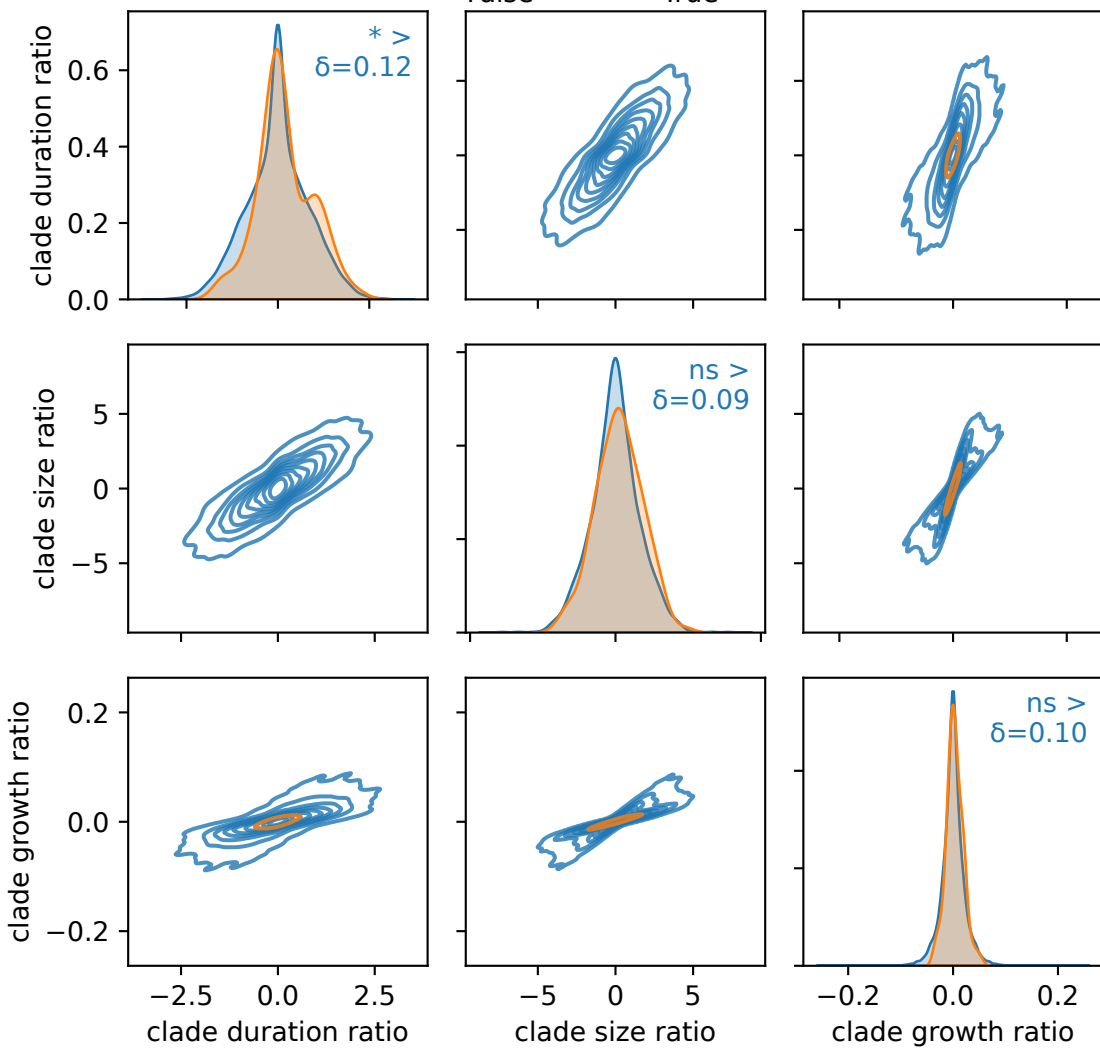 * >
δ=0.12
clade duration ratio
0.6
0.4
0.2
0.0
ns >
δ=0.09
clade size ratio
5
0
−5
ns >
δ=0.10
clade growth ratio
0.2
0.0
−0.2
−2.5 0.0 2.5
−5 0 5
−0.2 0.0 0.2
clade duration ratio
clade size ratio
clade growth ratio